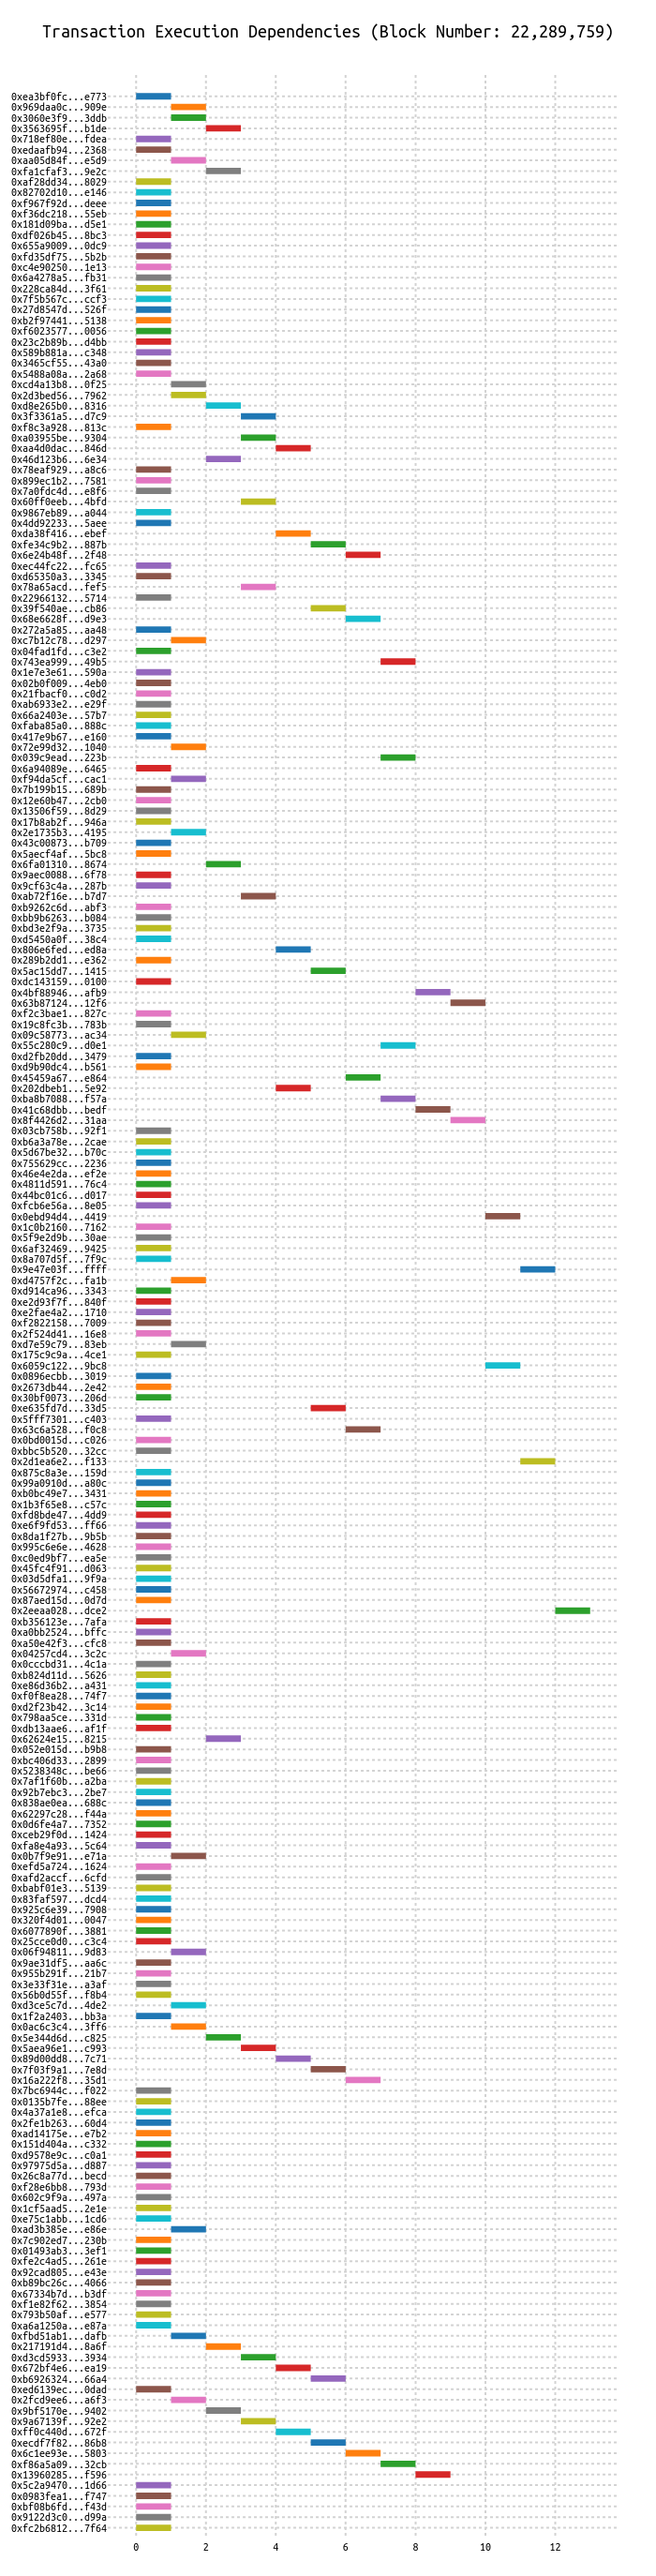 Transaction Execution Dependencies (Block Number: 22,289,759)
0xea3bf0fc...e773
0x969daa0c...909e
0x3060e3f9...3ddb
0x3563695f...b1de
0x718ef80e...fdea
0xedaafb94...2368
0xaa05d84f...e5d9
0xfa1cfaf3...9e2c
0xaf28dd34...8029
0x82702d10...e146
0xf967f92d...deee
0xf36dc218...55eb
0x181d09ba...d5e1
0xdf026b45...8bc3
0x655a9009...0dc9
0xfd35df75...5b2b
0xc4e90250...1e13
0x6a4278a5...fb31
0x228ca84d...3f61
0x7f5b567c...ccf3
0x27d8547d...526f
0xb2f97441...5138
0xf6023577...0056
0x23c2b89b...d4bb
0x589b881a...c348
0x3465cf55...43a0
0x5488a08a...2a68
0xcd4a13b8...0f25
0x2d3bed56...7962
0xd8e265b0...8316
0x3f3361a5...d7c9
0xf8c3a928...813c
0xa03955be...9304
0xaa4d0dac...846d
0x46d123b6...6e34
0x78eaf929...a8c6
0x899ec1b2...7581
0x7a0fdc4d...e8f6
0x60ff0eeb...4bfd
0x9867eb89...a044
0x4dd92233...5aee
0xda38f416...ebef
0xfe34c9b2...887b
0x6e24b48f...2f48
0xec44fc22...fc65
0xd65350a3...3345
0x78a65acd...fef5
0x22966132...5714
0x39f540ae...cb86
0x68e6628f...d9e3
0x272a5a85...aa48
0xc7b12c78...d297
0x04fad1fd...c3e2
0x743ea999...49b5
0x1e7e3e61...590a
0x02b0f009...4eb0
0x21fbacf0...c0d2
0xab6933e2...e29f
0x66a2403e...57b7
0xfaba85a0...888c
0x417e9b67...e160
0x72e99d32...1040
0x039c9ead...223b
0x6a94089e...6465
0xf94da5cf...cac1
0x7b199b15...689b
0x12e60b47...2cb0
0x13506f59...8d29
0x17b8ab2f...946a
0x2e1735b3...4195
0x43c00873...b709
0x5aecf4af...5bc8
0x6fa01310...8674
0x9aec0088...6f78
0x9cf63c4a...287b
0xab72f16e...b7d7
0xb9262c6d...abf3
0xbb9b6263...b084
0xbd3e2f9a...3735
0xd5450a0f...38c4
0x806e6fed...ed8a
0x289b2dd1...e362
0x5ac15dd7...1415
0xdc143159...0100
0x4bf88946...afb9
0x63b87124...12f6
0xf2c3bae1...827c
0x19c8fc3b...783b
0x09c58773...ac34
0x55c280c9...d0e1
0xd2fb20dd...3479
0xd9b90dc4...b561
0x45459a67...e864
0x202dbeb1...5e92
0xba8b7088...f57a
0x41c68dbb...bedf
0x8f4426d2...31aa
0x03cb758b...92f1
0xb6a3a78e...2cae
0x5d67be32...b70c
0x755629cc...2236
0x46e4e2da...ef2e
0x4811d591...76c4
0x44bc01c6...d017
0xfcb6e56a...8e05
0x0ebd94d4...4419
0x1c0b2160...7162
0x5f9e2d9b...30ae
0x6af32469...9425
0x8a707d5f...7f9c
0x9e47e03f...ffff
0xd4757f2c...fa1b
0xd914ca96...3343
0xe2d93f7f...840f
0xe2fae4a2...1710
0xf2822158...7009
0x2f524d41...16e8
0xd7e59c79...83eb
0x175c9c9a...4ce1
0x6059c122...9bc8
0x0896ecbb...3019
0x2673db44...2e42
0x30bf0073...206d
0xe635fd7d...33d5
0x5fff7301...c403
0x63c6a528...f0c8
0x0bd0015d...c026
0xbbc5b520...32cc
0x2d1ea6e2...f133
0x875c8a3e...159d
0x99a0910d...a80c
0xb0bc49e7...3431
0x1b3f65e8...c57c
0xfd8bde47...4dd9
0xe6f9fd53...ff66
0x8da1f27b...9b5b
0x995c6e6e...4628
0xc0ed9bf7...ea5e
0x45fc4f91...d063
0x03d5dfa1...9f9a
0x56672974...c458
0x87aed15d...0d7d
0x2eeaa028...dce2
0xb356123e...7afa
0xa0bb2524...bffc
0xa50e42f3...cfc8
0x04257cd4...3c2c
0x0cccbd31...4c1a
0xb824d11d...5626
0xe86d36b2...a431
0xf0f8ea28...74f7
0xd2f23b42...3c14
0x798aa5ce...331d
0xdb13aae6...af1f
0x62624e15...8215
0x052e015d...b9b8
0xbc406d33...2899
0x5238348c...be66
0x7af1f60b...a2ba
0x92b7ebc3...2be7
0x838ae0ea...688c
0x62297c28...f44a
0x0d6fe4a7...7352
0xceb29f0d...1424
0xfa8e4a93...5c64
0x0b7f9e91...e71a
0xefd5a724...1624
0xafd2accf...6cfd
0xbabf01e3...5139
0x83faf597...dcd4
0x925c6e39...7908
0x320f4d01...0047
0x6077890f...3881
0x25cce0d0...c3c4
0x06f94811...9d83
0x9ae31df5...aa6c
0x955b291f...21b7
0x3e33f31e...a3af
0x56b0d55f...f8b4
0xd3ce5c7d...4de2
0x1f2a2403...bb3a
0x0ac6c3c4...3ff6
0x5e344d6d...c825
0x5aea96e1...c993
0x89d00dd8...7c71
0x7f03f9a1...7e8d
0x16a222f8...35d1
0x7bc6944c...f022
0x0135b7fe...88ee
0x4a37a1e8...efca
0x2fe1b263...60d4
0xad14175e...e7b2
0x151d404a...c332
0xd9578e9c...c0a1
0x97975d5a...d887
0x26c8a77d...becd
0xf28e6bb8...793d
0x602c9f9a...497a
0x1cf5aad5...2e1e
0xe75c1abb...1cd6
0xad3b385e...e86e
0x7c902ed7...230b
0x01493ab3...3ef1
0xfe2c4ad5...261e
0x92cad805...e43e
0xb89bc26c...4066
0x67334b7d...b3df
0xf1e82f62...3854
0x793b50af...e577
0xa6a1250a...e87a
0xfbd51ab1...dafb
0x217191d4...8a6f
0xd3cd5933...3934
0x672bf4e6...ea19
0xb6926324...66a4
0xed6139ec...0dad
0x2fcd9ee6...a6f3
0x9bf5170e...9402
0x9a67139f...92e2
0xff0c440d...672f
0xecdf7f82...86b8
0x6c1ee93e...5803
0xf86a5a09...32cb
0x13960285...f596
0x5c2a9470...1d66
0x0983fea1...f747
0xbf08b6fd...f43d
0x9122d3c0...d99a
0xfc2b6812...7f64
0 2 4 6 8 10 12